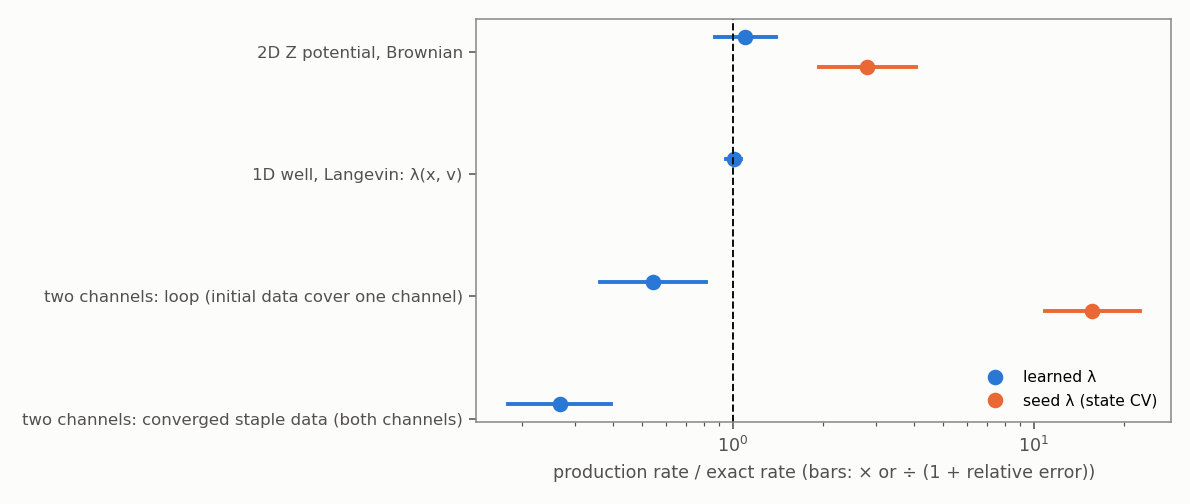 2D Z potential, Brownian
1D well, Langevin: λ(x, v)
two channels: loop (initial data cover one channel)
two channels: converged staple data (both channels)
learned λ
seed λ (state CV)
10⁰
10¹
production rate / exact rate (bars: × or ÷ (1 + relative error))